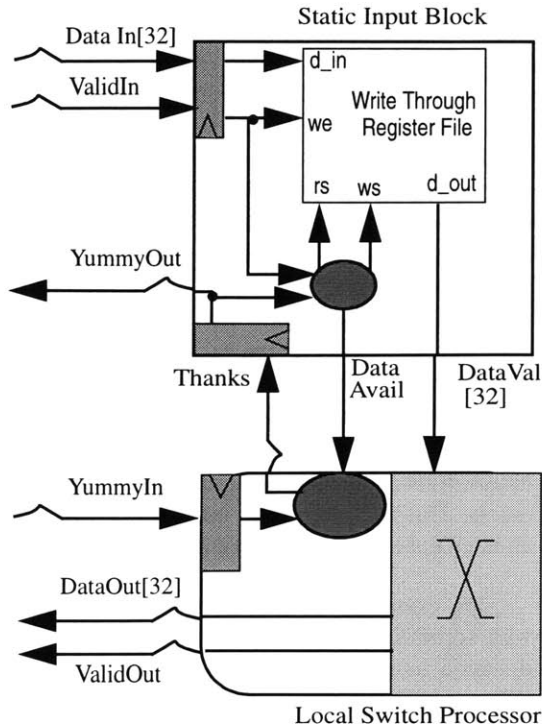 Static Input Block
Data In[32]
d_in
ValidIn
Write Through
Register File
we
rs ws d_out
YummyOut
Thanks
Data
Avail
DataVal
[32]
YummyIn
DataOut[32]
ValidOut
Local Switch Processor